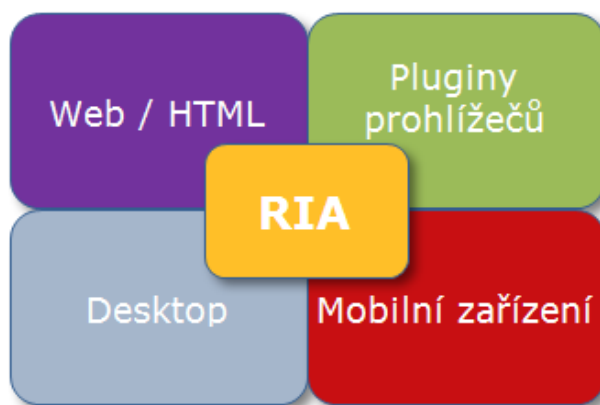 Web / HTML
Pluginy
prohlížečů
RIA
Desktop
Mobilní zařízení